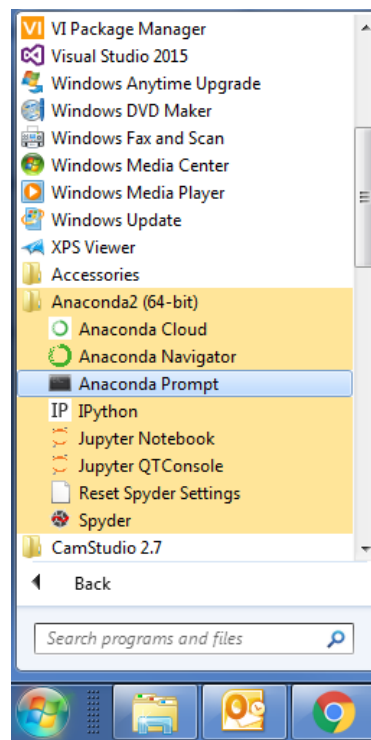 VI VI Package Manager
Visual Studio 2015
Windows Anytime Upgrade
Windows DVD Maker
Windows Fax and Scan
Windows Media Center
Windows Media Player
Windows Update
XPS Viewer
Accessories
Anaconda2 (64-bit)
Anaconda Cloud
Anaconda Navigator
Anaconda Prompt
IP IPython
Jupyter Notebook
Jupyter QTConsole
Reset Spyder Settings
Spyder
CamStudio 2.7
Back
Search programs and files